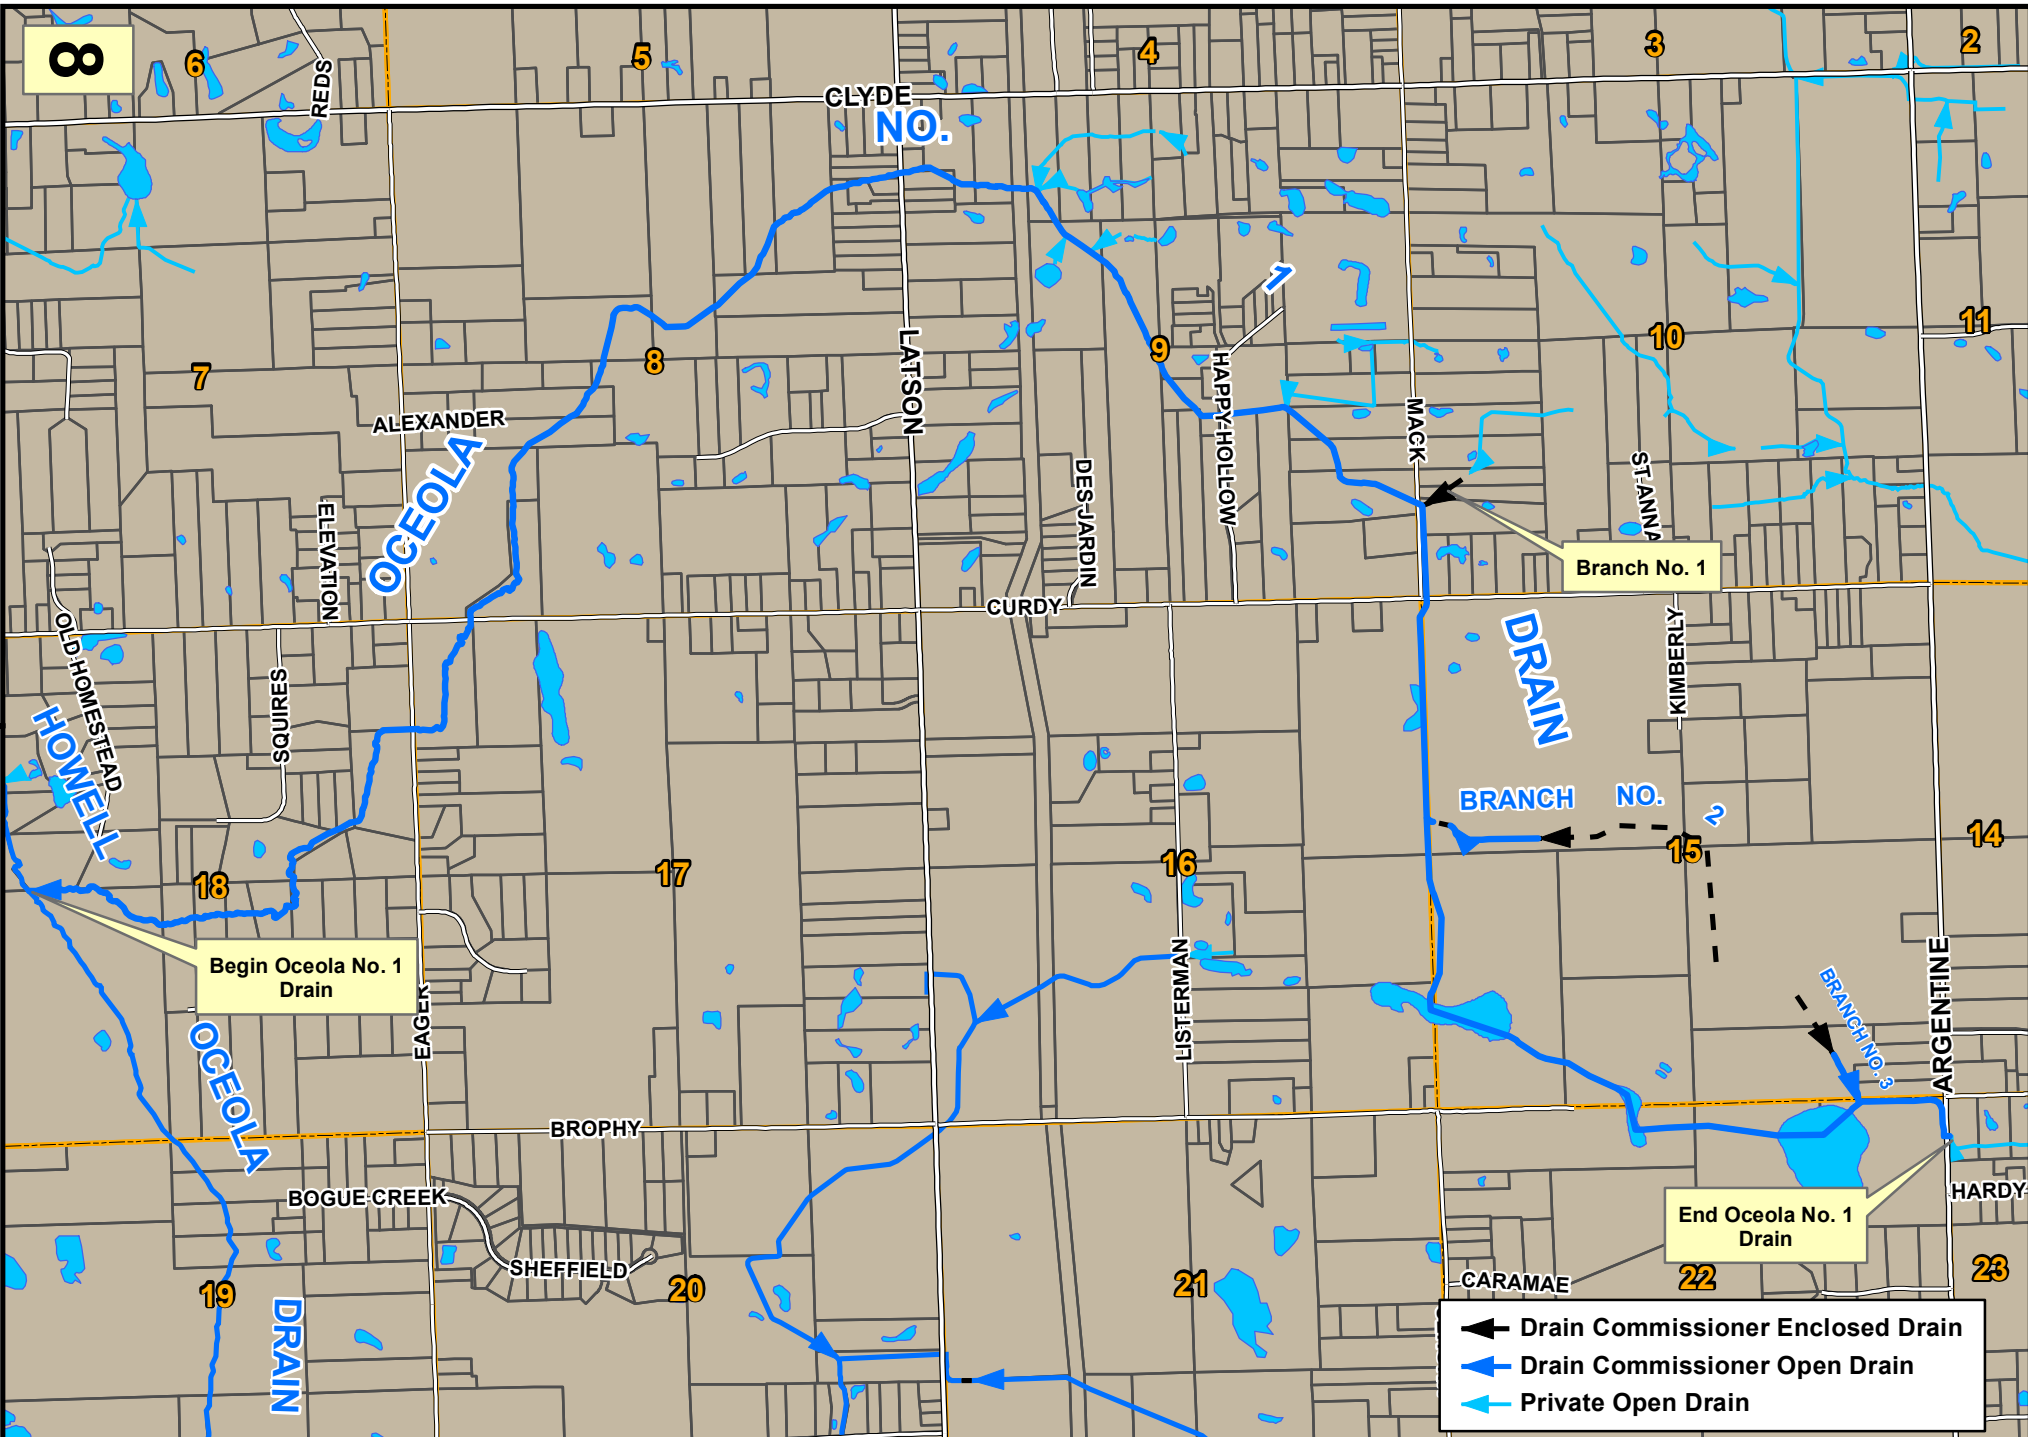 8
6
5
4
3
2
REDS
CLYDE
NO.
1
7
8
9
10
11
ALEXANDER
LATSON
HAPPY HOLLOW
MACK
ST ANNA
DES JARDIN
OCEOLA
ELEVATION
Branch No. 1
CURDY
OLD HOMESTEAD
SQUIRES
KIMBERLY
DRAIN
HOWELL
BRANCH NO. 2
18
17
16
15
14
Begin Oceola No. 1
Drain
EAGER
LISTERMAN
BRANCH NO. 3
ARGENTINE
OCEOLA
BROPHY
BOGUE CREEK
SHEFFIELD
HARDY
End Oceola No. 1
Drain
19
20
21
22
23
CARAMAE
DRAIN
Drain Commissioner Enclosed Drain
Drain Commissioner Open Drain
Private Open Drain